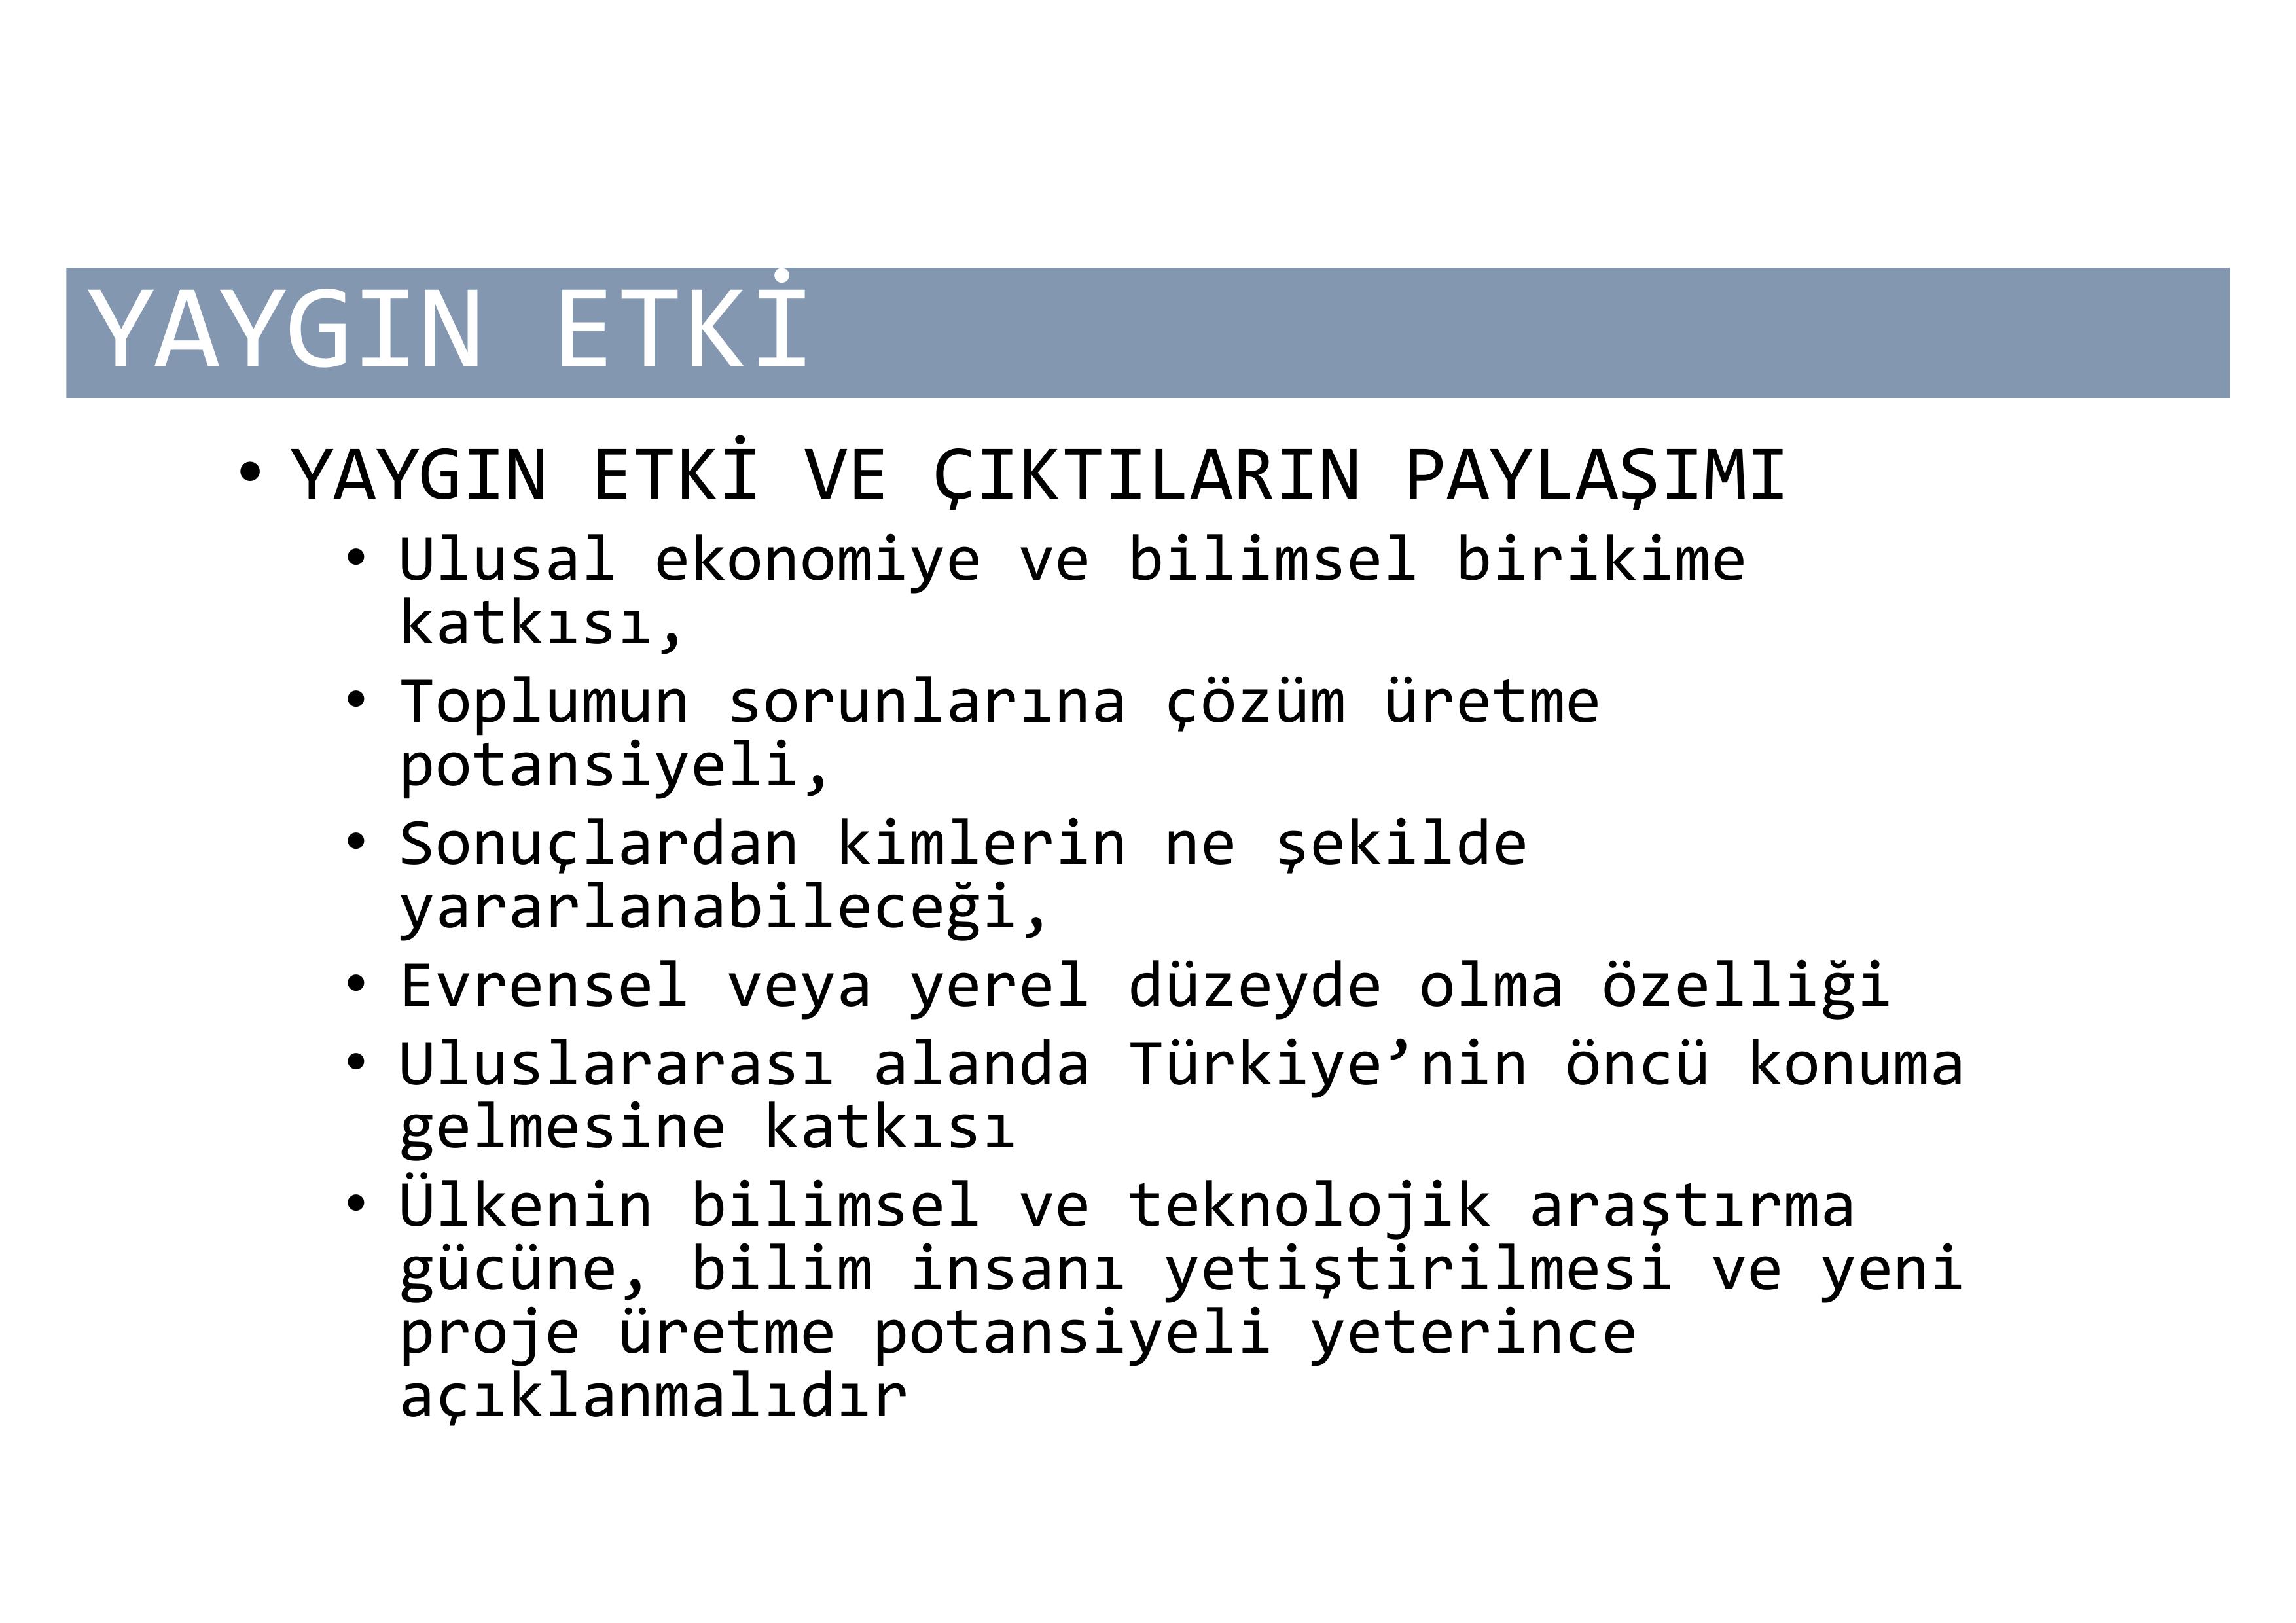 YAYGIN ETKİ
• YAYGIN ETKİ VE ÇIKTILARIN PAYLAŞIMI
• Ulusal ekonomiye ve bilimsel birikime
katkısı,
• Toplumun sorunlarına çözüm üretme
potansiyeli,
• Sonuçlardan kimlerin ne şekilde
yararlanabileceği,
• Evrensel veya yerel düzeyde olma özelliği
• Uluslararası alanda Türkiye’nin öncü konuma
gelmesine katkısı
• Ülkenin bilimsel ve teknolojik araştırma
gücüne, bilim insanı yetiştirilmesi ve yeni
proje üretme potansiyeli yeterince
açıklanmalıdır